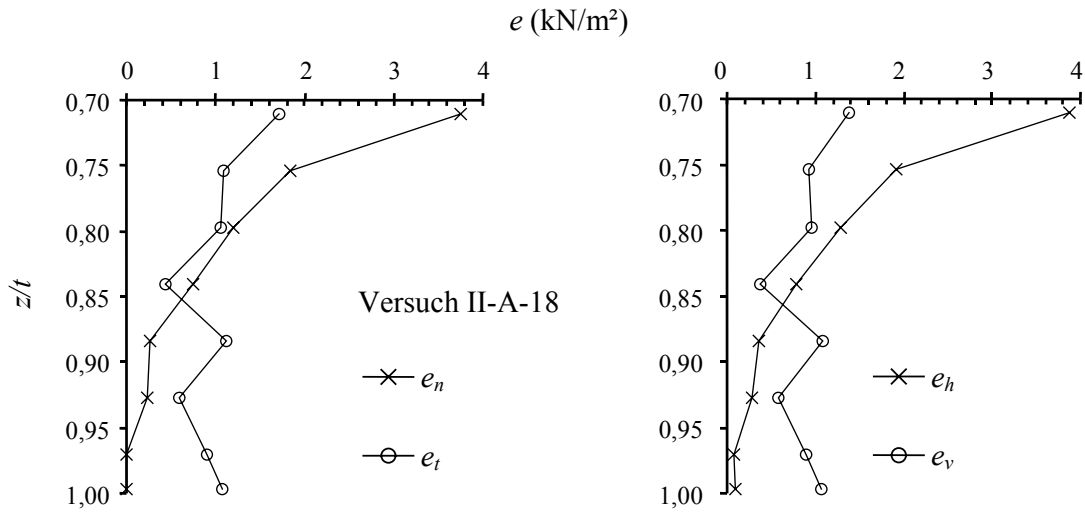 e (kN/m²)
0 1 2 3 4
0 1 2 3 4
0,70
0,75
0,80
0,85
0,90
0,95
1,00
z/t
0,70
0,75
0,80
0,85
0,90
0,95
1,00
Versuch II-A-18
eₙ
eₜ
eₕ
eᵥ